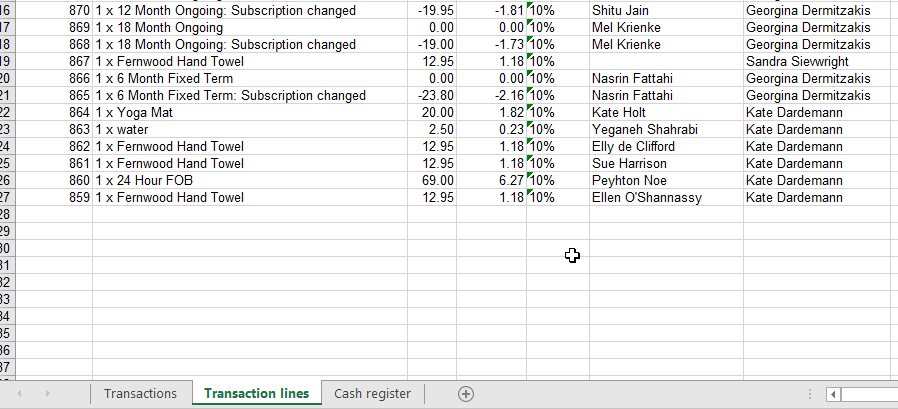 16 870 1 x 12 Month Ongoing: Subscription changed -19.95 -1.81 10% Shitu Jain Georgina Dermitzakis
17 869 1 x 18 Month Ongoing 0.00 0.00 10% Mel Krienke Georgina Dermitzakis
18 868 1 x 18 Month Ongoing: Subscription changed -19.00 -1.73 10% Mel Krienke Georgina Dermitzakis
19 867 1 x Fernwood Hand Towel 12.95 1.18 10% Sandra Sievwright
20 866 1 x 6 Month Fixed Term 0.00 0.00 10% Nasrin Fattahi Georgina Dermitzakis
21 865 1 x 6 Month Fixed Term: Subscription changed -23.80 -2.16 10% Nasrin Fattahi Georgina Dermitzakis
22 864 1 x Yoga Mat 20.00 1.82 10% Kate Holt Kate Dardemann
23 863 1 x water 2.50 0.23 10% Yeganeh Shahrabi Kate Dardemann
24 862 1 x Fernwood Hand Towel 12.95 1.18 10% Elly de Clifford Kate Dardemann
25 861 1 x Fernwood Hand Towel 12.95 1.18 10% Sue Harrison Kate Dardemann
26 860 1 x 24 Hour FOB 69.00 6.27 10% Peyhton Noe Kate Dardemann
27 859 1 x Fernwood Hand Towel 12.95 1.18 10% Ellen O'Shannassy Kate Dardemann
28
29
30
31
32
33
34
35
36
37
Transactions Transaction lines Cash register